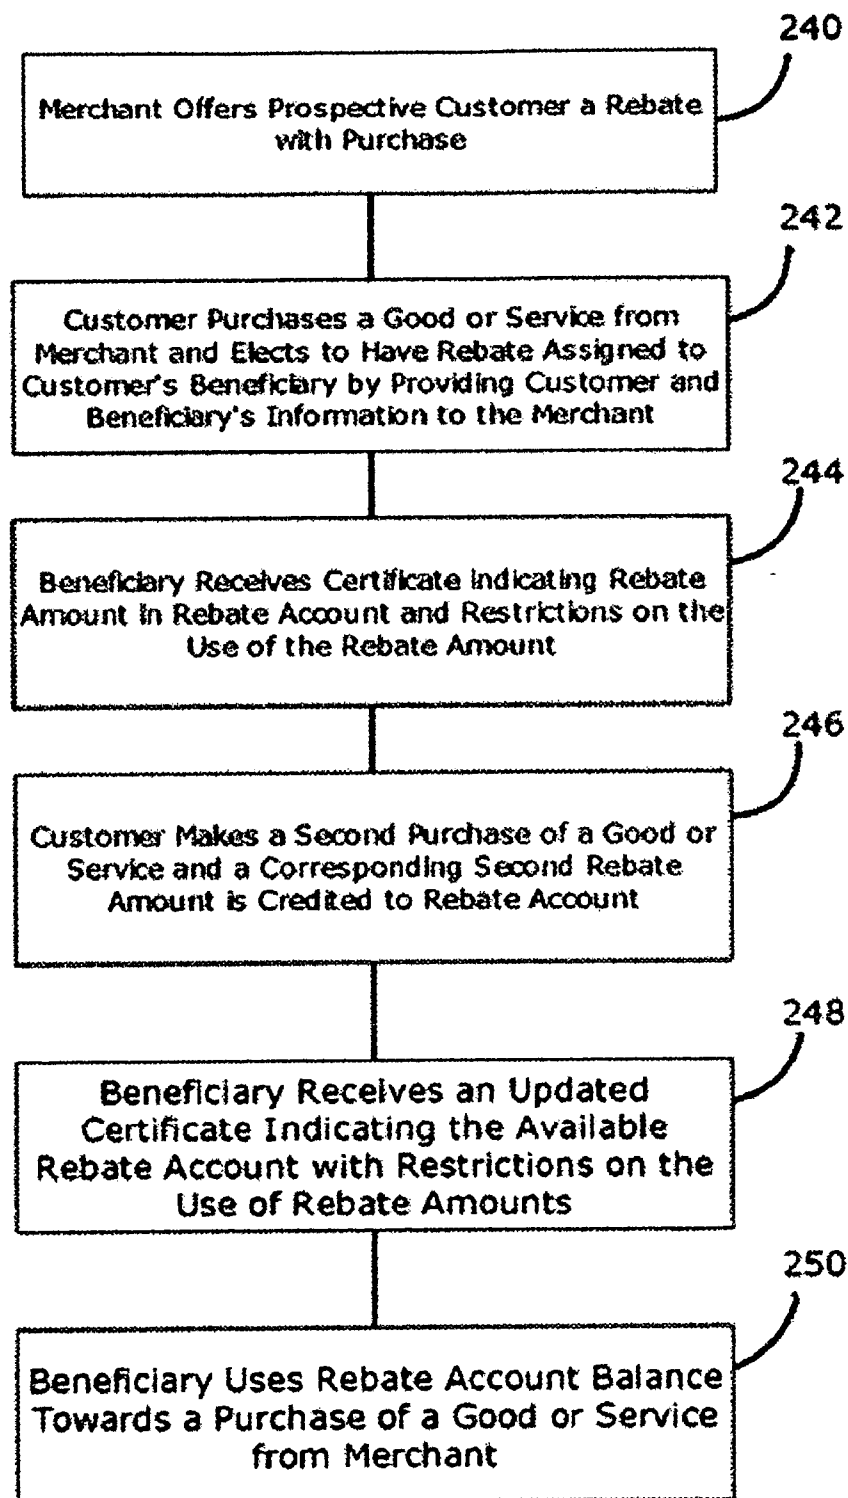 240
Merchant Offers Prospective Customer a Rebate
with Purchase
242
Customer Purchases a Good or Service from
Merchant and Elects to Have Rebate Assigned to
Customer's Beneficiary by Providing Customer and
Beneficiary's Information to the Merchant
244
Beneficiary Receives Certificate Indicating Rebate
Amount in Rebate Account and Restrictions on the
Use of the Rebate Amount
246
Customer Makes a Second Purchase of a Good or
Service and a Corresponding Second Rebate
Amount is Credited to Rebate Account
248
Beneficiary Receives an Updated
Certificate Indicating the Available
Rebate Account with Restrictions on the
Use of Rebate Amounts
250
Beneficiary Uses Rebate Account Balance
Towards a Purchase of a Good or Service
from Merchant